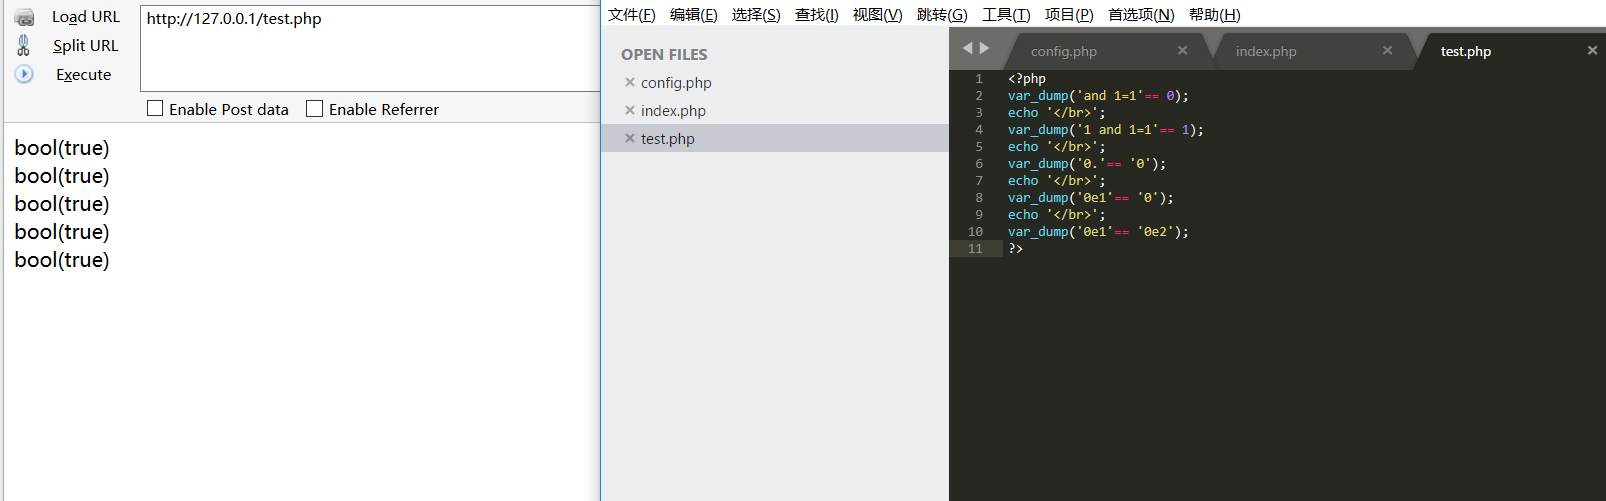 Load URL
http://127.0.0.1/test.php
Split URL
Execute
Enable Post data
Enable Referrer
bool(true)
bool(true)
bool(true)
bool(true)
bool(true)
文件(F) 编辑(E) 选择(S) 查找(I) 视图(V) 跳转(G) 工具(T) 项目(P) 首选项(N) 帮助(H)
OPEN FILES
config.php
index.php
test.php
config.php index.php test.php
1 <?php
2 var_dump('and 1=1'== 0);
3 echo '</br>';
4 var_dump('1 and 1=1'== 1);
5 echo '</br>';
6 var_dump('0.'== '0');
7 echo '</br>';
8 var_dump('0e1'== '0');
9 echo '</br>';
10 var_dump('0e1'== '0e2');
11 ?>